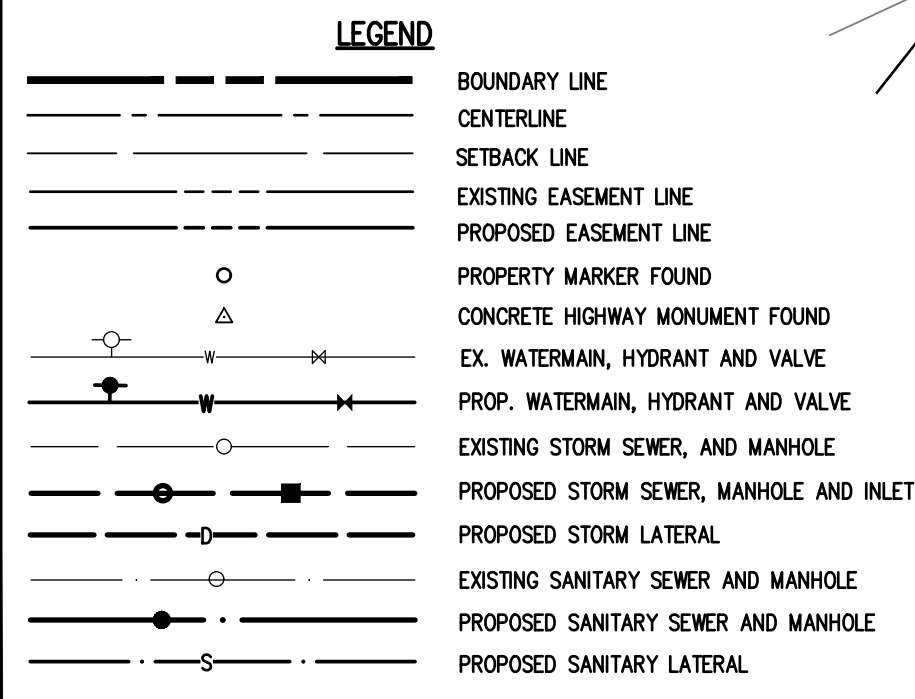 LEGEND
BOUNDARY LINE
CENTERLINE
SETBACK LINE
EXISTING EASEMENT LINE
PROPOSED EASEMENT LINE
PROPERTY MARKER FOUND
CONCRETE HIGHWAY MONUMENT FOUND
W EX. WATERMAIN, HYDRANT AND VALVE
W PROP. WATERMAIN, HYDRANT AND VALVE
EXISTING STORM SEWER, AND MANHOLE
PROPOSED STORM SEWER, MANHOLE AND INLET
D PROPOSED STORM LATERAL
EXISTING SANITARY SEWER AND MANHOLE
PROPOSED SANITARY SEWER AND MANHOLE
S PROPOSED SANITARY LATERAL